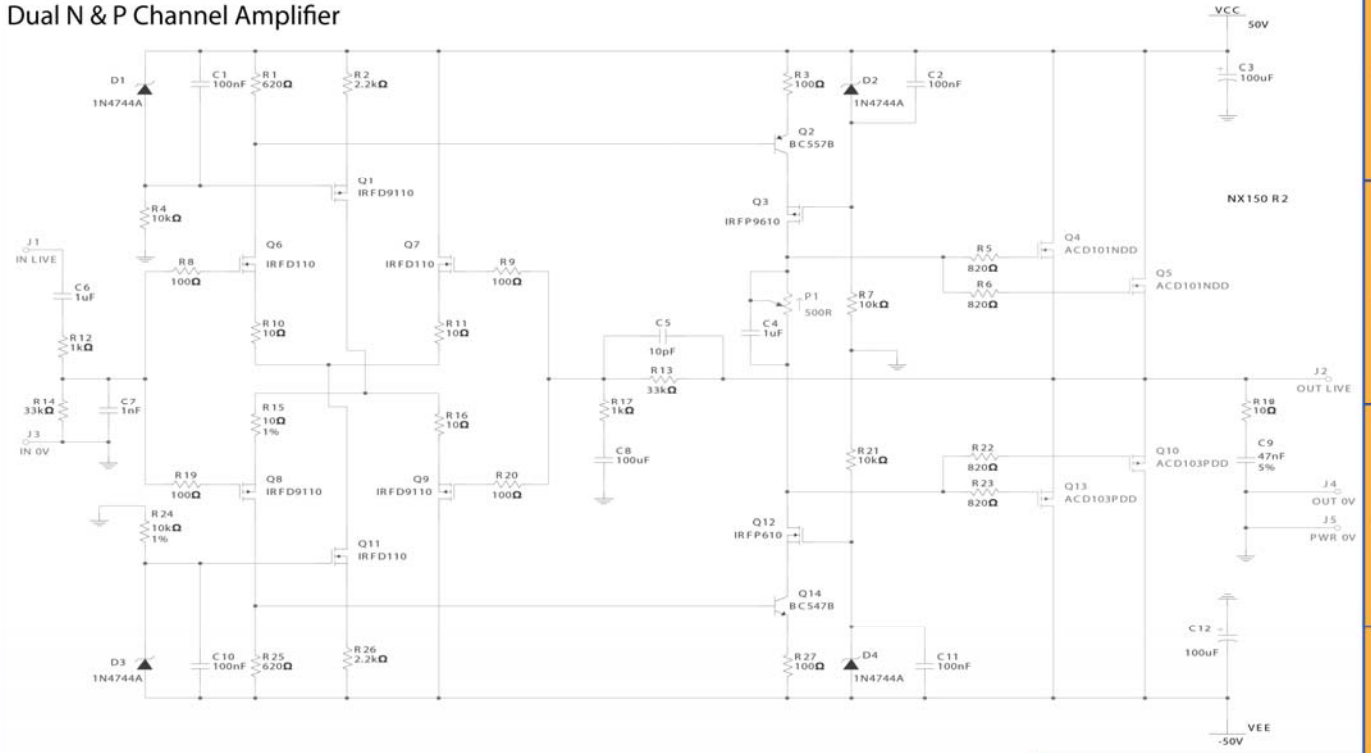 Dual N & P Channel Amplifier
VCC
50V
D1
1N4744A
C1
100nF
R1
620Ω
R2
2.2kΩ
R3
100Ω
D2
1N4744A
C2
100nF
C3
100uF
Q2
BC557B
Q1
IRFD9110
Q3
IRFP9610
NX150 R2
R4
10kΩ
J1
IN LIVE
Q6
IRFD110
Q7
IRFD110
R8
100Ω
R9
100Ω
R5
820Ω
R6
820Ω
Q4
ACD101NDD
Q5
ACD101NDD
C6
1uF
P1
500R
R7
10kΩ
R10
10Ω
R11
10Ω
C4
1uF
C5
10pF
R12
1kΩ
R13
33kΩ
J2
OUT LIVE
R14
33kΩ
C7
1nF
R15
10Ω
1%
R16
10Ω
R17
1kΩ
R18
10Ω
J3
IN 0V
C8
100uF
R21
10kΩ
R22
820Ω
R23
820Ω
Q10
ACD103PDD
C9
47nF
5%
R19
100Ω
Q8
IRFD9110
Q9
IRFD9110
R20
100Ω
Q13
ACD103PDD
J4
OUT 0V
R24
10kΩ
1%
Q12
IRFP610
J5
PWR 0V
Q11
IRFD110
Q14
BC547B
D3
1N4744A
C10
100nF
R25
620Ω
R26
2.2kΩ
R27
100Ω
D4
1N4744A
C11
100nF
C12
100uF
VEE
-50V